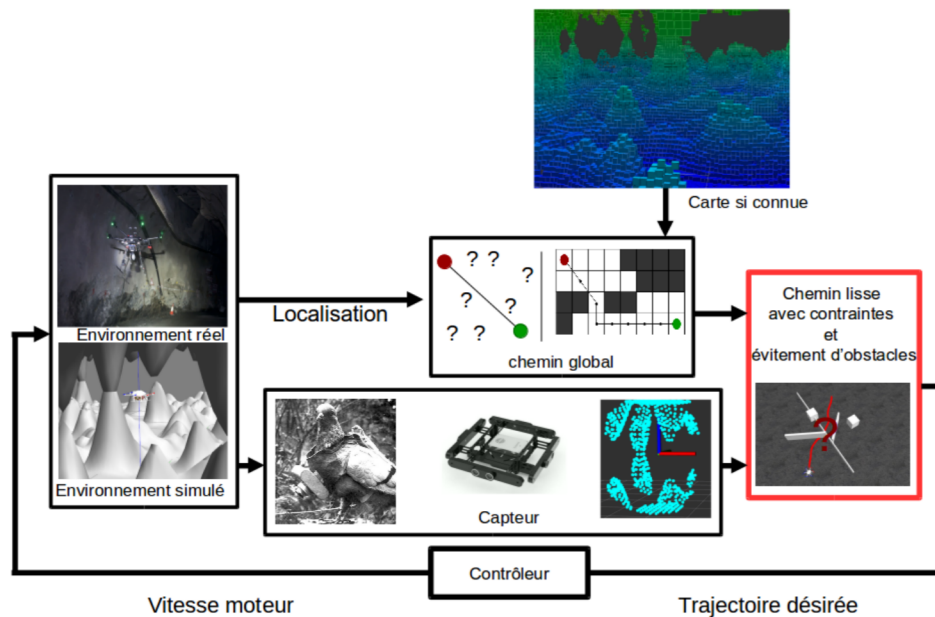 Carte si connue
Environnement réel
Localisation
? ?
?
?
?
? ?
chemin global
Chemin lisse
avec contraintes
et
évitement d'obstacles
?
Environnement simulé
Capteur
Contrôleur
Vitesse moteur
Trajectoire désirée